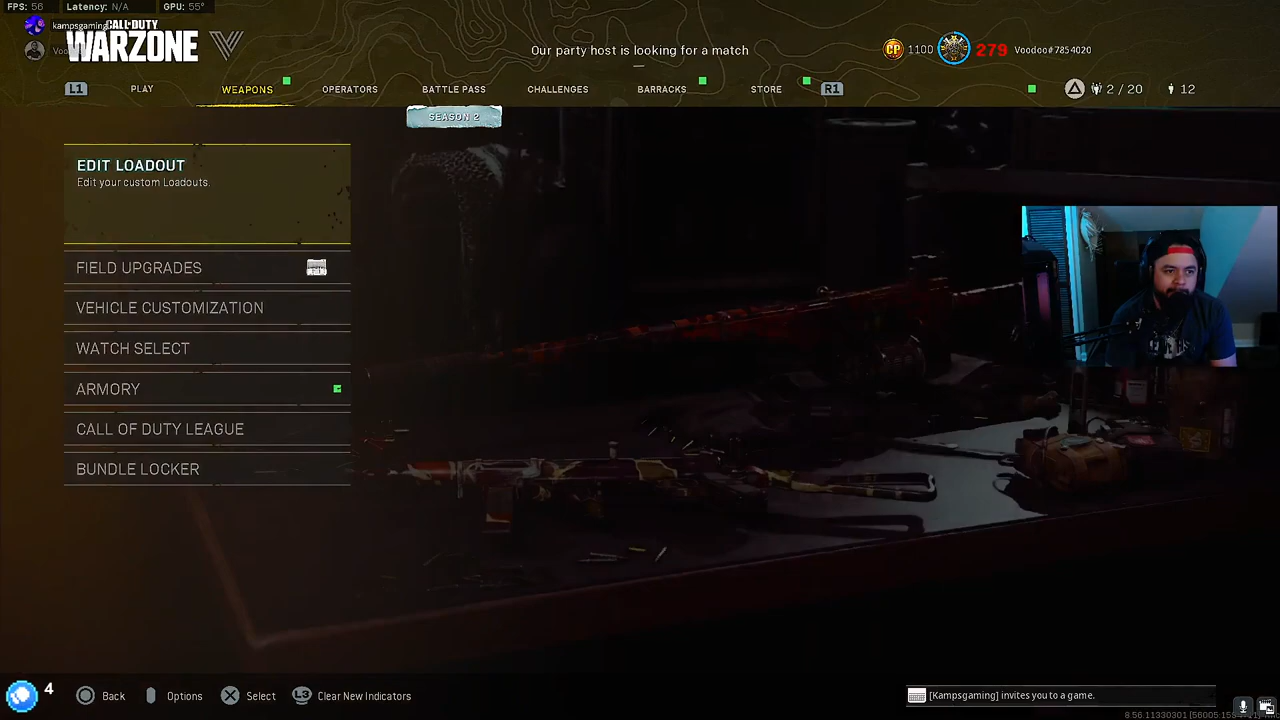 FPS: 56 Latency: N/A GPU: 55°
kampsgaming
Voo
CALL OF DUTY
WARZONE
Our party host is looking for a match
CP 1100 279 Voodoo#7854020
L1 PLAY WEAPONS OPERATORS BATTLE PASS CHALLENGES BARRACKS STORE R1 2 / 20 12
SEASON 2
EDIT LOADOUT
Edit your custom Loadouts.
FIELD UPGRADES
VEHICLE CUSTOMIZATION
WATCH SELECT
ARMORY
CALL OF DUTY LEAGUE
BUNDLE LOCKER
4 Back Options Select L3 Clear New Indicators
[Kampsgaming] invites you to a game.